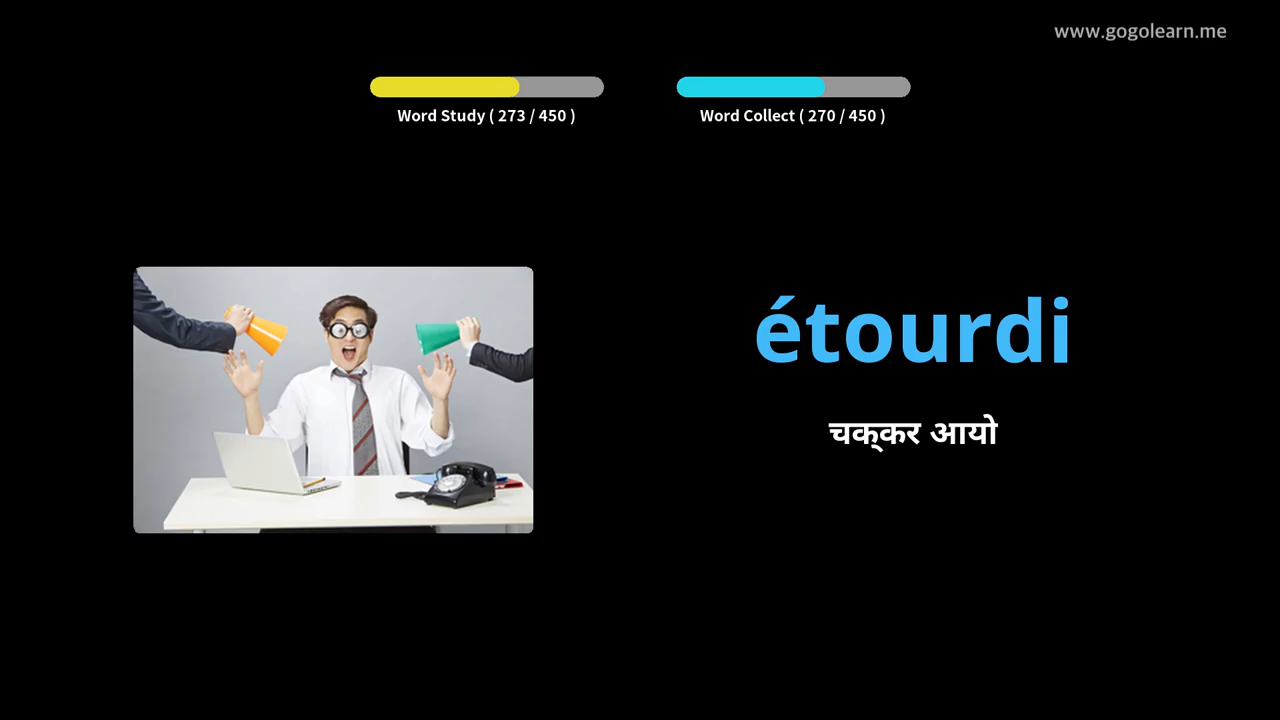 www.gogolearn.me
Word Study ( 273 / 450 )
Word Collect ( 270 / 450 )
étourdi
चक्कर आयो